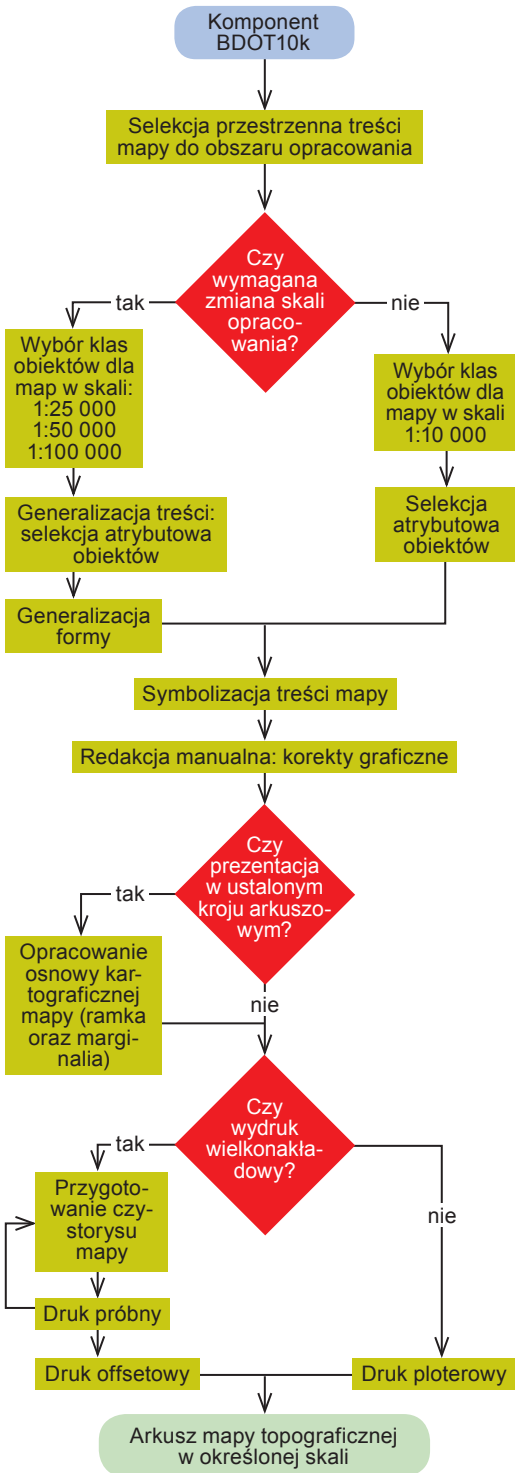 Komponent
BDOT10k
Selekcja przestrzenna treści
mapy do obszaru opracowania
Czy
wymagana
zmiana skali
opraco-
wania?
tak
nie
Wybór klas
obiektów dla
map w skali:
1:25 000
1:50 000
1:100 000
Wybór klas
obiektów dla
mapy w skali
1:10 000
Generalizacja treści:
selekcja atrybutowa
obiektów
Selekcja
atrybutowa
obiektów
Generalizacja
formy
Symbolizacja treści mapy
Redakcja manualna: korekty graficzne
Czy
prezentacja
w ustalonym
kroju arkuszo-
wym?
tak
nie
Opracowanie
osnowy kar-
tograficznej
mapy (ramka
oraz margi-
nalia)
Czy
wydruk
wielkonakła-
dowy?
tak
nie
Przygoto-
wanie czy-
storysu
mapy
Druk próbny
Druk offsetowy
Druk ploterowy
Arkusz mapy topograficznej
w określonej skali